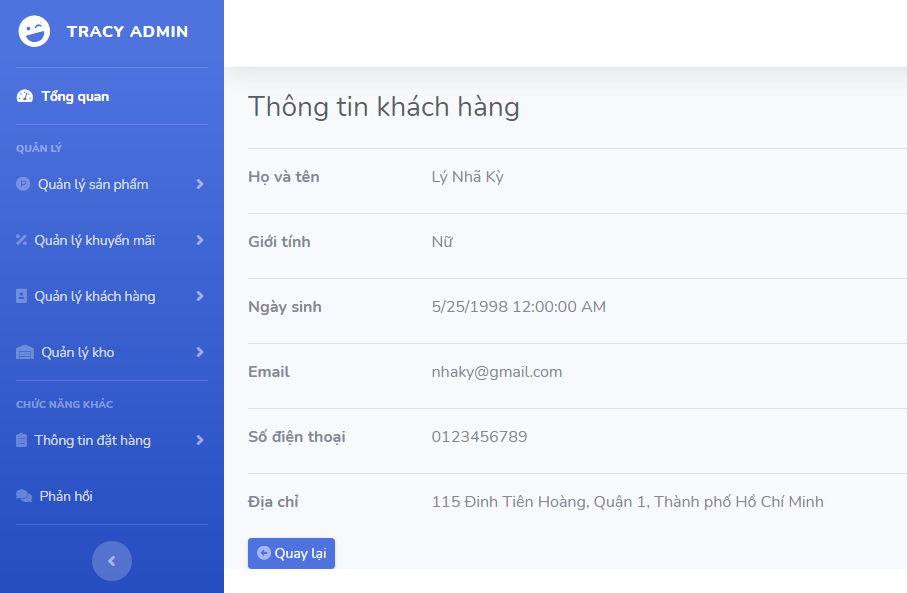 TRACY ADMIN
Tổng quan
QUẢN LÝ
Quản lý sản phẩm
Quản lý khuyến mãi
Quản lý khách hàng
Quản lý kho
CHỨC NĂNG KHÁC
Thông tin đặt hàng
Phản hồi
Thông tin khách hàng
Họ và tên Lý Nhã Kỳ
Giới tính Nữ
Ngày sinh 5/25/1998 12:00:00 AM
Email nhaky@gmail.com
Số điện thoại 0123456789
Địa chỉ 115 Đinh Tiên Hoàng, Quận 1, Thành phố Hồ Chí Minh
Quay lại